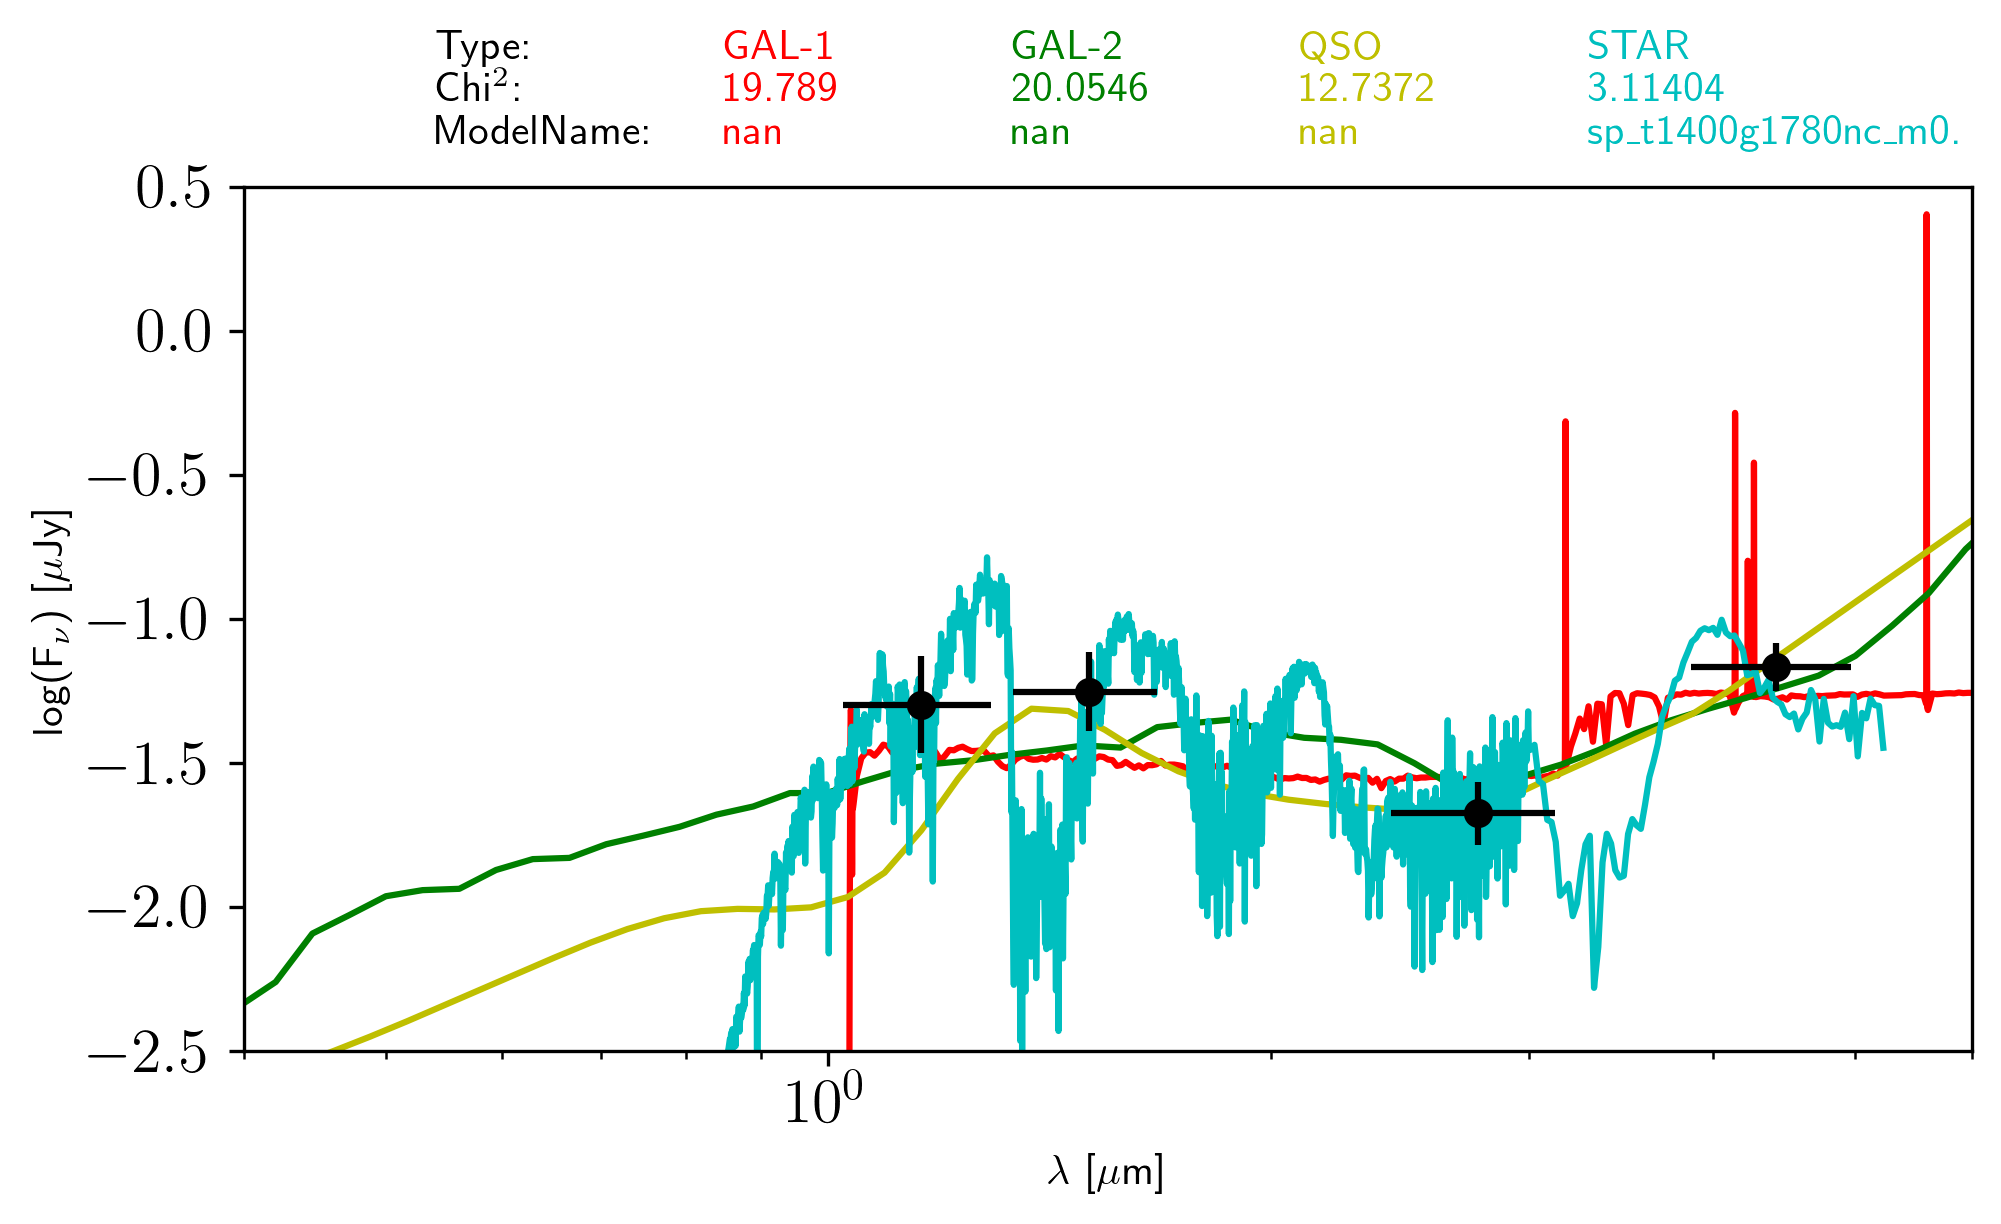 Type: GAL-1 GAL-2 QSO STAR
Chi²: 19.789 20.0546 12.7372 3.11404
ModelName: nan nan nan sp_t1400g1780nc_m0.
0.5
0.0
−0.5
−1.0
−1.5
−2.0
−2.5
log(Fν) [μJy]
10⁰
λ [μm]